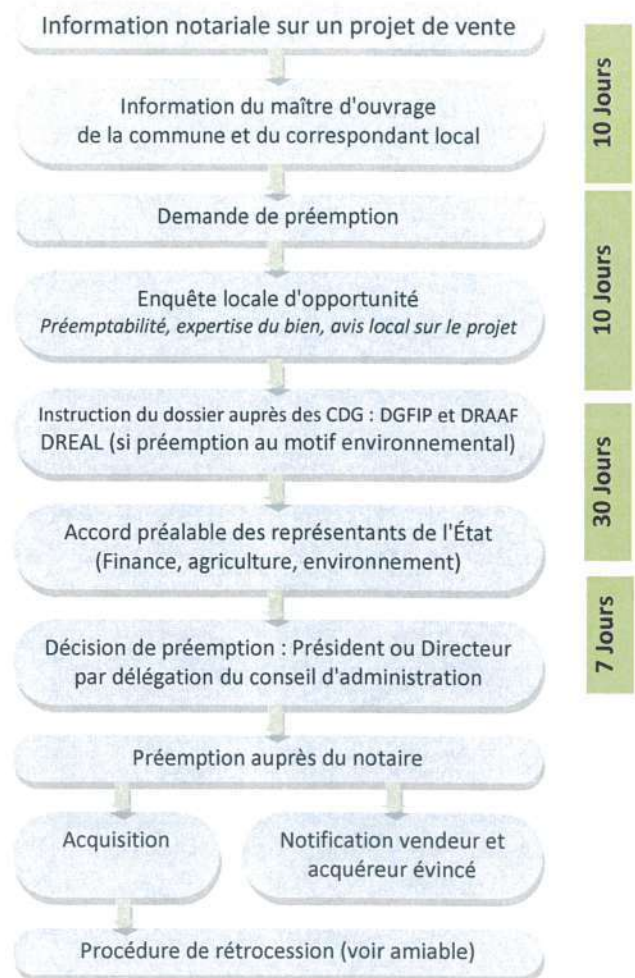 Information notariale sur un projet de vente
Information du maître d'ouvrage
de la commune et du correspondant local
10 Jours
Demande de préemption
Enquête locale d'opportunité
Préemptabilité, expertise du bien, avis local sur le projet
10 Jours
Instruction du dossier auprès des CDG : DGFIP et DRAAF
DREAL (si préemption au motif environnemental)
Accord préalable des représentants de l'État
(Finance, agriculture, environnement)
30 Jours
Décision de préemption : Président ou Directeur
par délégation du conseil d'administration
7 Jours
Préemption auprès du notaire
Acquisition
Notification vendeur et
acquéreur évincé
Procédure de rétrocession (voir amiable)